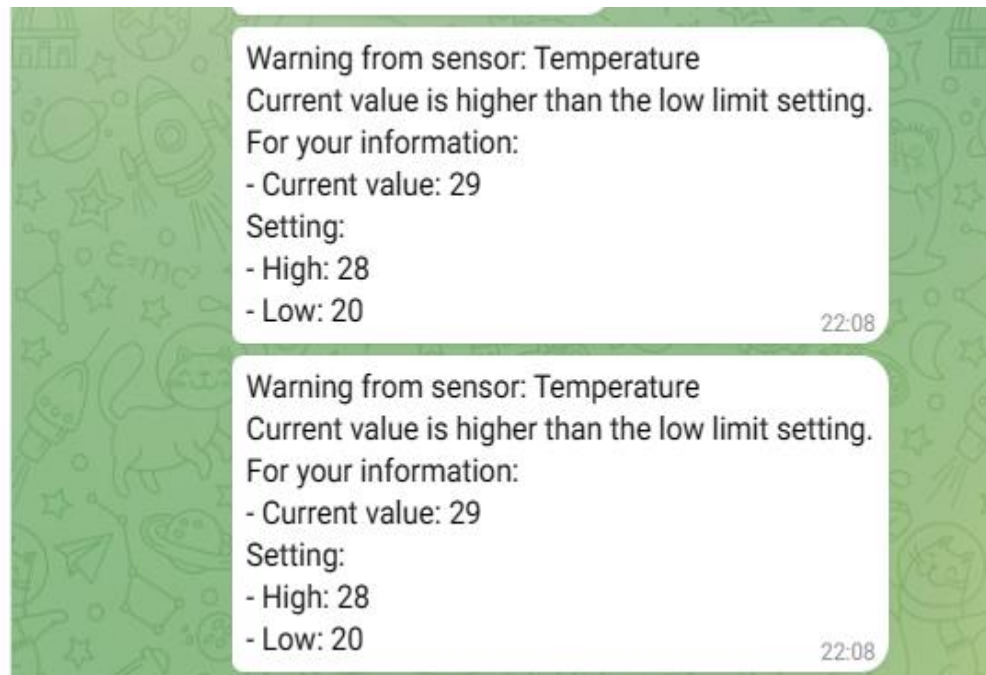 Warning from sensor: Temperature
Current value is higher than the low limit setting.
For your information:
- Current value: 29
Setting:
- High: 28
- Low: 20
22:08
Warning from sensor: Temperature
Current value is higher than the low limit setting.
For your information:
- Current value: 29
Setting:
- High: 28
- Low: 20
22:08